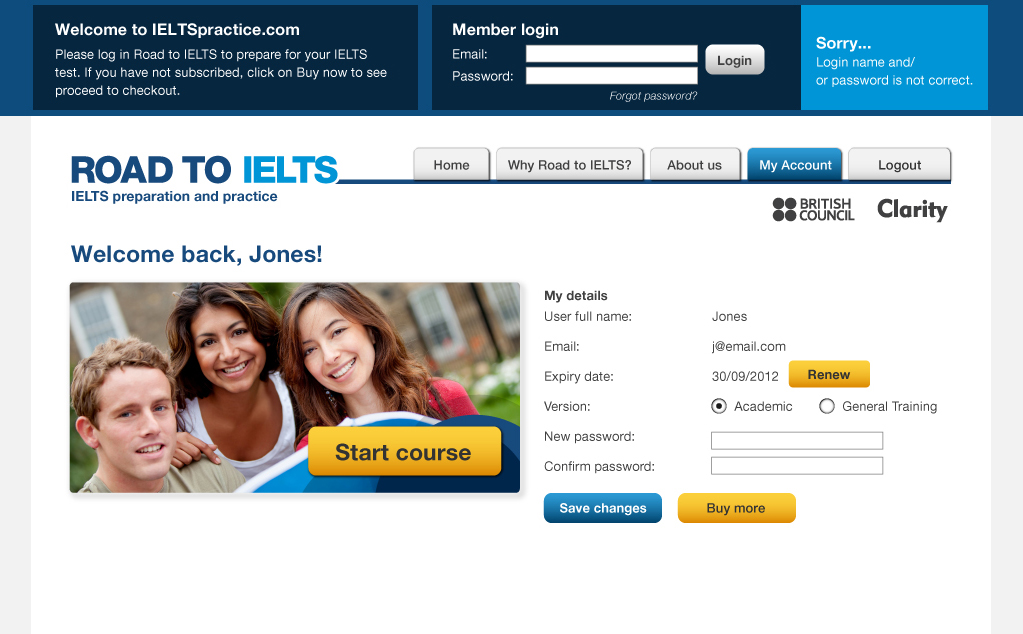 Welcome to IELTSpractice.com
Please log in Road to IELTS to prepare for your IELTS
test. If you have not subscribed, click on Buy now to see
proceed to checkout.
Member login
Email:
Password:
Login
Forgot password?
Sorry...
Login name and/
or password is not correct.
ROAD TO IELTS
IELTS preparation and practice
Home
Why Road to IELTS?
About us
My Account
Logout
BRITISH
COUNCIL
Clarity
Welcome back, Jones!
Start course
My details
User full name: Jones
Email: j@email.com
Expiry date: 30/09/2012 Renew
Version: Academic General Training
New password:
Confirm password:
Save changes Buy more